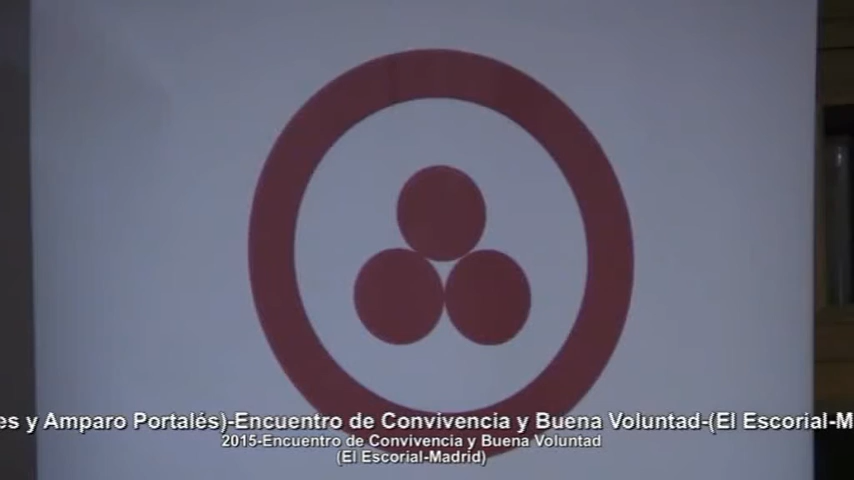 es y Amparo Portalés)-Encuentro de Convivencia y Buena Voluntad-(El Escorial-M
2015-Encuentro de Convivencia y Buena Voluntad
(El Escorial-Madrid)